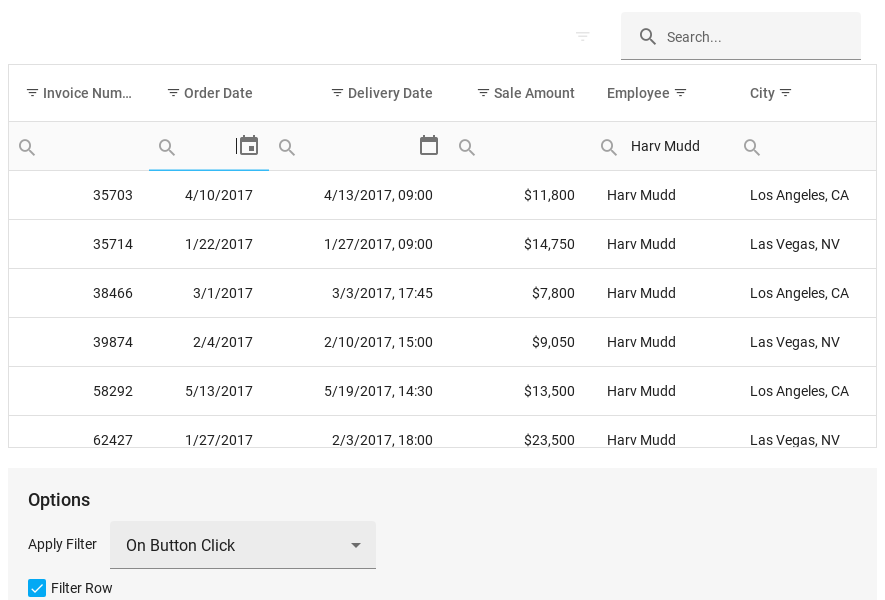 Search...
Invoice Num... Order Date Delivery Date Sale Amount Employee City
Harv Mudd
35703 4/10/2017 4/13/2017, 09:00 $11,800 Harv Mudd Los Angeles, CA
35714 1/22/2017 1/27/2017, 09:00 $14,750 Harv Mudd Las Vegas, NV
38466 3/1/2017 3/3/2017, 17:45 $7,800 Harv Mudd Los Angeles, CA
39874 2/4/2017 2/10/2017, 15:00 $9,050 Harv Mudd Las Vegas, NV
58292 5/13/2017 5/19/2017, 14:30 $13,500 Harv Mudd Los Angeles, CA
62427 1/27/2017 2/3/2017, 18:00 $23,500 Harv Mudd Las Vegas, NV
Options
Apply Filter On Button Click
Filter Row